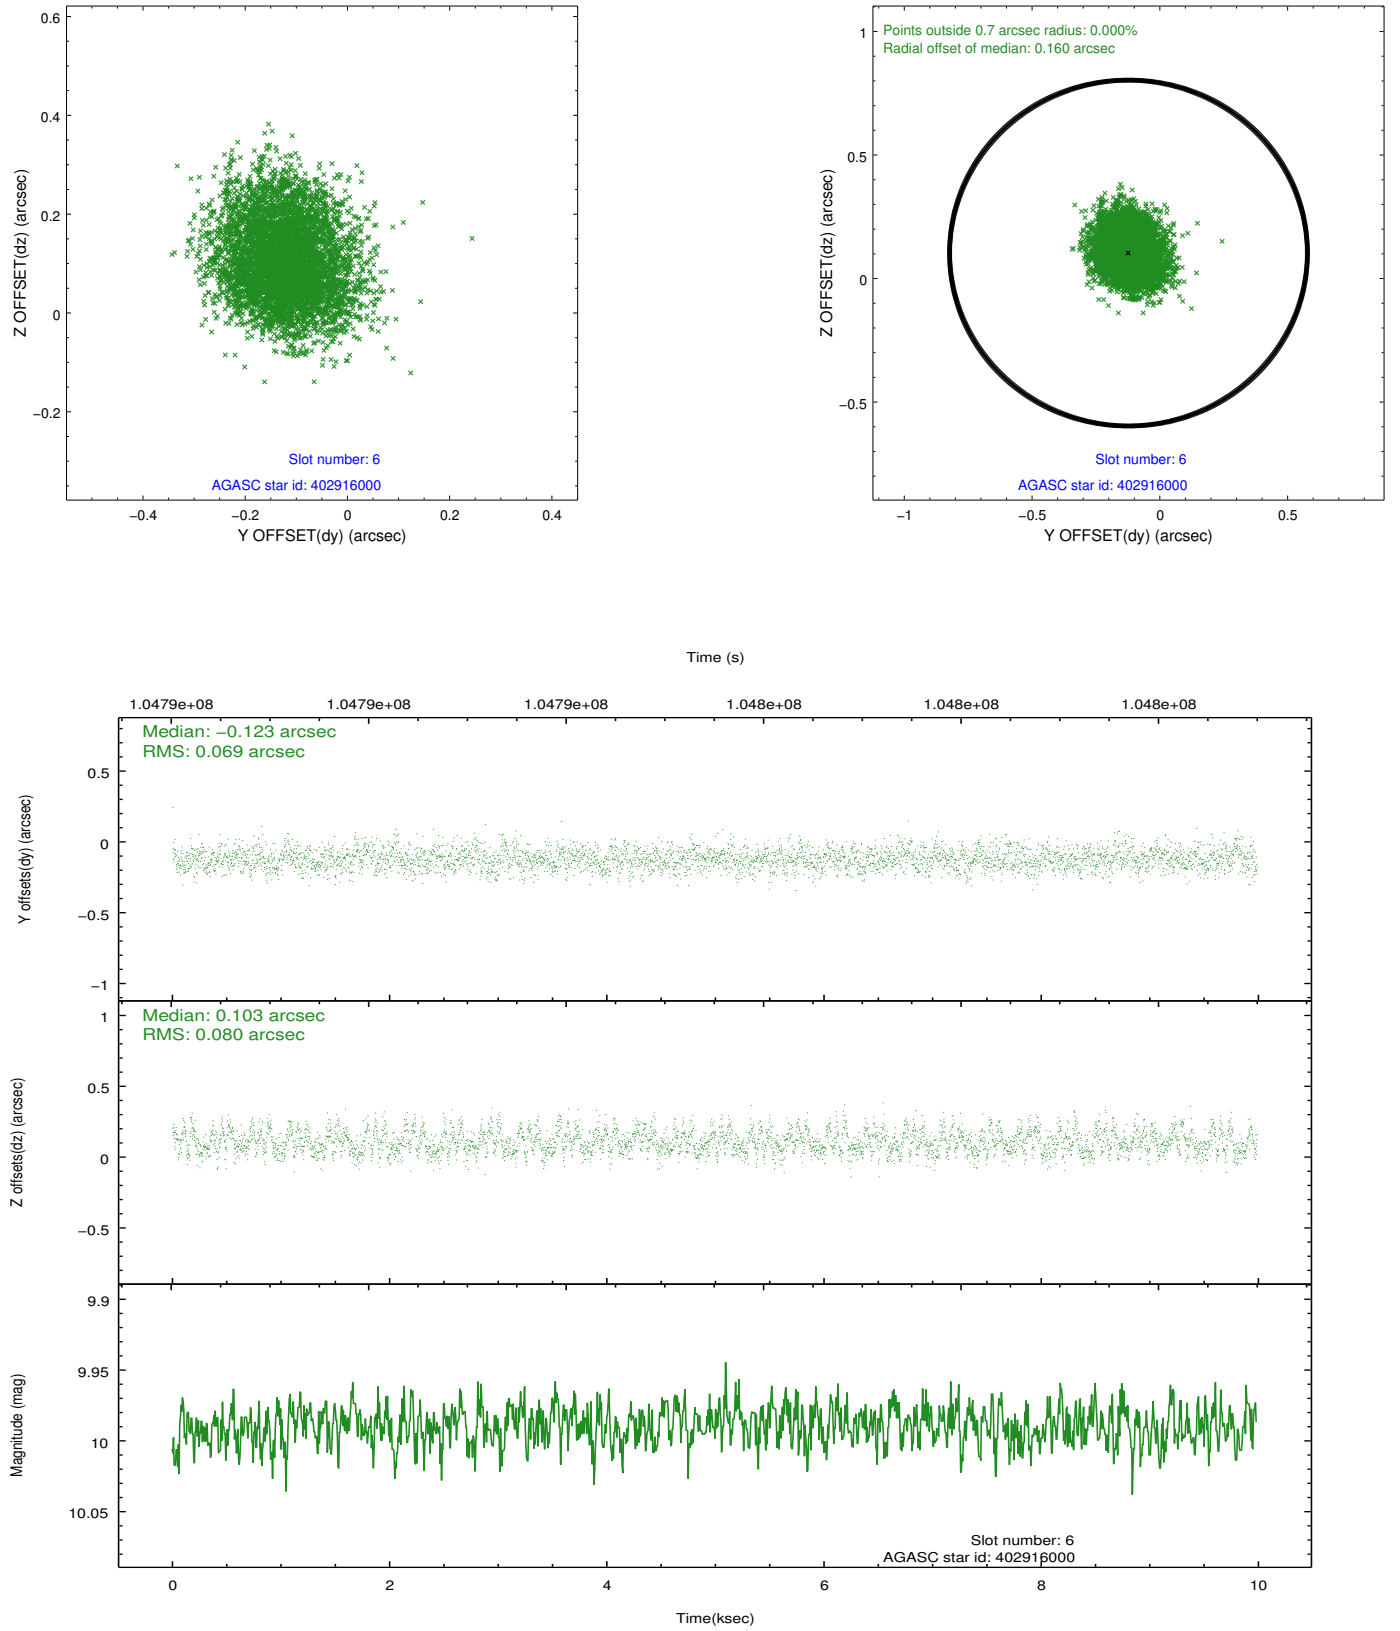 0.6
0.4
0.2
0
−0.2
−0.4
−0.2
0
0.2
0.4
Z OFFSET(dz) (arcsec)
Y OFFSET(dy) (arcsec)
Slot number: 6
AGASC star id: 402916000
Points outside 0.7 arcsec radius: 0.000%
Radial offset of median: 0.160 arcsec
1
0.5
0
−0.5
−1
−0.5
0
0.5
Z OFFSET(dz) (arcsec)
Y OFFSET(dy) (arcsec)
Slot number: 6
AGASC star id: 402916000
Time (s)
1.0479e+08 1.0479e+08 1.0479e+08 1.048e+08 1.048e+08 1.048e+08
Median: −0.123 arcsec
RMS: 0.069 arcsec
0.5
0
−0.5
−1
Y offsets(dy) (arcsec)
Median: 0.103 arcsec
RMS: 0.080 arcsec
1
0.5
0
−0.5
Z offsets(dz) (arcsec)
9.9
9.95
10
10.05
Magnitude (mag)
Slot number: 6
AGASC star id: 402916000
0 2 4 6 8 10
Time(ksec)